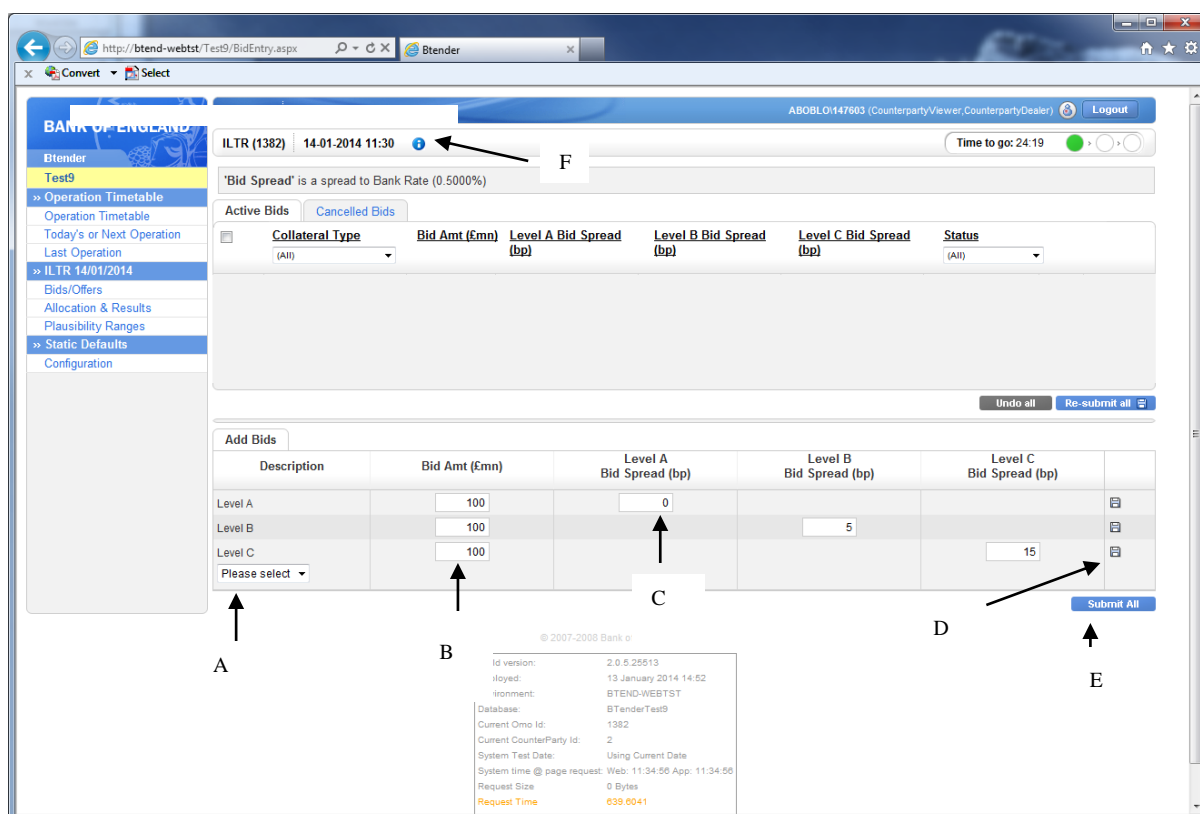 http://btend-webtst/Test9/BidEntry.aspx
Btender
Convert Select
BANK OF ENGLAND
ABOBLO\147603 (CounterpartyViewer,CounterpartyDealer) Logout
ILTR (1382) 14-01-2014 11:30
F
Time to go: 24:19
Btender
Test9
'Bid Spread' is a spread to Bank Rate (0.5000%)
» Operation Timetable
Operation Timetable
Today's or Next Operation
Last Operation
» ILTR 14/01/2014
Bids/Offers
Allocation & Results
Plausibility Ranges
» Static Defaults
Configuration
Active Bids Cancelled Bids
Collateral Type Bid Amt (£mn) Level A Bid Spread (bp) Level B Bid Spread (bp) Level C Bid Spread (bp) Status
(All) (All)
Undo all Re-submit all
Add Bids
Description Bid Amt (£mn) Level A Bid Spread (bp) Level B Bid Spread (bp) Level C Bid Spread (bp)
Level A 100 0
Level B 100 5
Level C 100 15
Please select
Submit All
A
B
C
D
E
© 2007-2008 Bank
version: 2.0.5.25513
13 January 2014 14:52
BTEND-WEBTST
Database: BTenderTest9
Current Omo Id: 1382
Current CounterParty Id: 2
System Test Date: Using Current Date
System time @ page request: Web: 11:34:56 App: 11:34:56
Request Size 0 Bytes
Request Time 639.6041